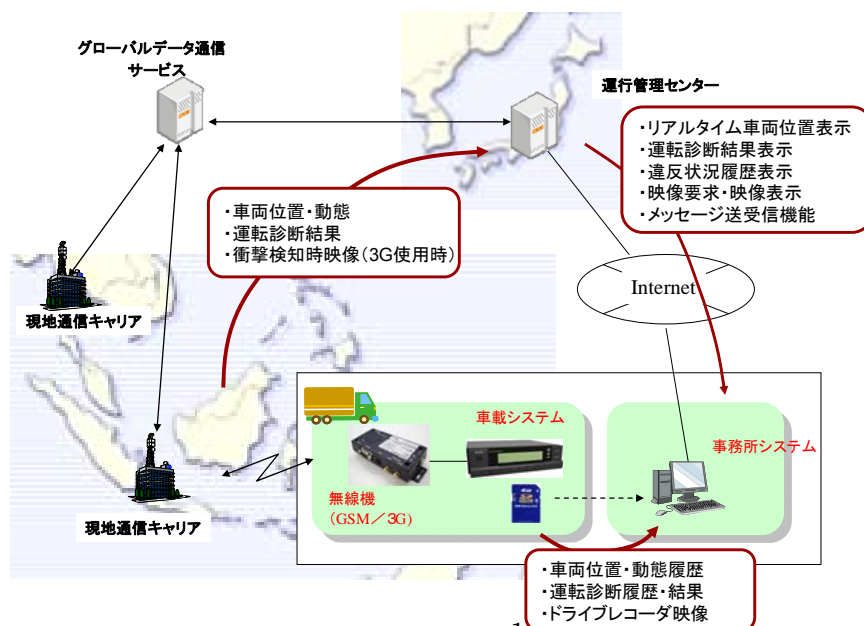 グローバルデータ通信
サービス
運行管理センター
・リアルタイム車両位置表示
・運転診断結果表示
・違反状況履歴表示
・映像要求・映像表示
・メッセージ送受信機能
・車両位置・動態
・運転診断結果
・衝撃検知時映像(3G使用時)
現地通信キャリア
Internet
車載システム
事務所システム
無線機
(GSM/3G)
現地通信キャリア
・車両位置・動態履歴
・運転診断履歴・結果
・ドライブレコーダ映像